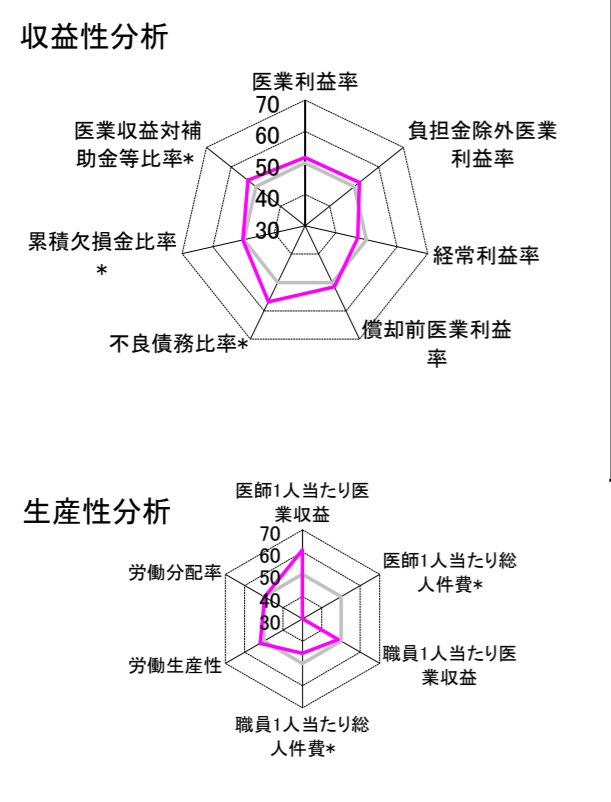 収益性分析
医業利益率
70
60
50
40
30
負担金除外医業
利益率
経常利益率
償却前医業利益
率
不良債務比率*
累積欠損金比率
*
医業収益対補
助金等比率*
生産性分析
医師1人当たり医
業収益
70
60
50
40
30
医師1人当たり総
人件費*
職員1人当たり医
業収益
職員1人当たり総
人件費*
労働生産性
労働分配率